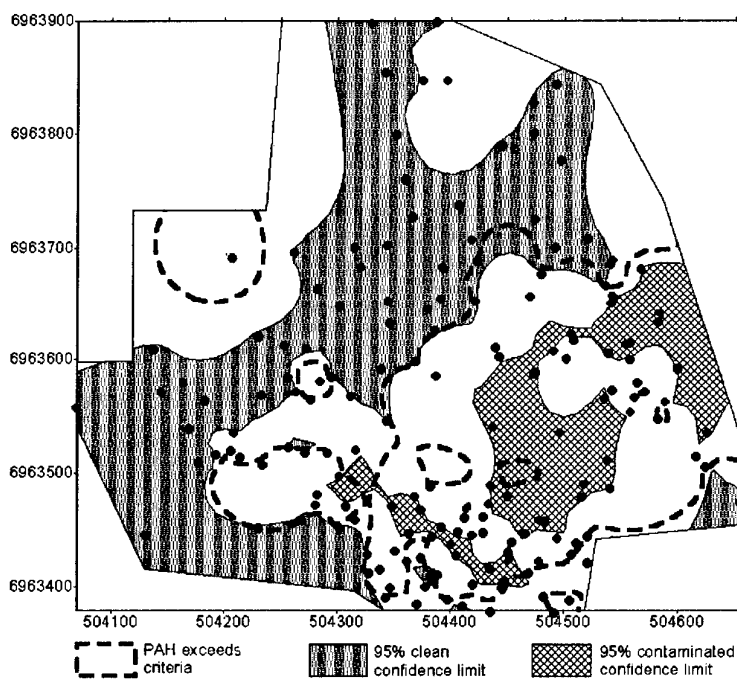 6963900
6963800
6963700
6963600
6963500
6963400
504100 504200 504300 504400 504500 504600
PAH exceeds criteria
95% clean confidence limit
95% contaminated confidence limit